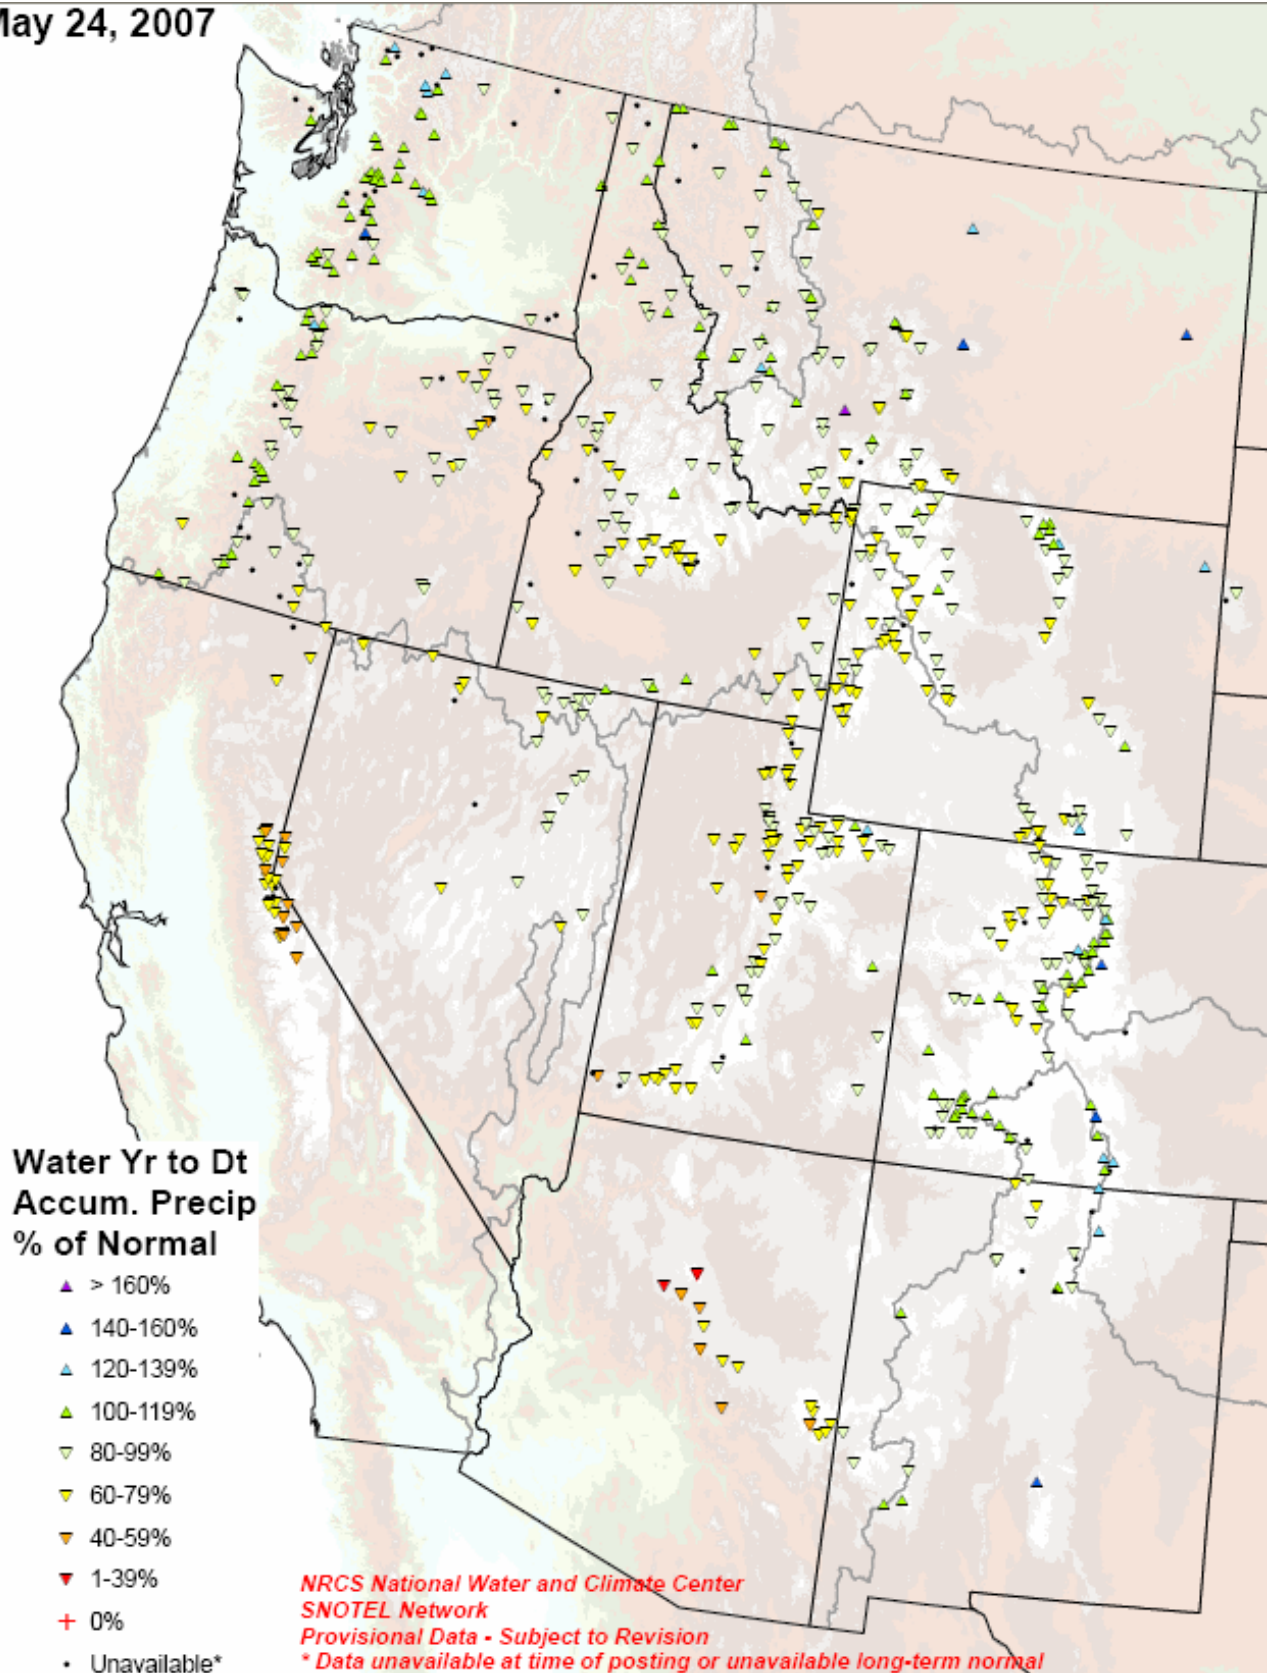 May 24, 2007
Water Yr to Dt
Accum. Precip
% of Normal
> 160%
140-160%
120-139%
100-119%
80-99%
60-79%
40-59%
1-39%
0%
Unavailable*
NRCS National Water and Climate Center
SNOTEL Network
Provisional Data - Subject to Revision
* Data unavailable at time of posting or unavailable long-term normal